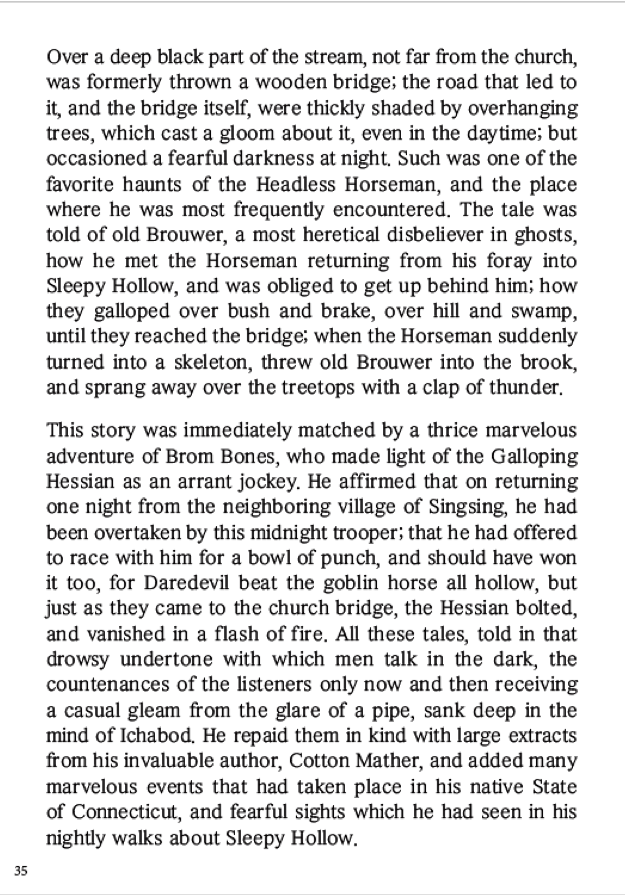 Over a deep black part of the stream, not far from the church,
was formerly thrown a wooden bridge; the road that led to
it, and the bridge itself, were thickly shaded by overhanging
trees, which cast a gloom about it, even in the daytime; but
occasioned a fearful darkness at night. Such was one of the
favorite haunts of the Headless Horseman, and the place
where he was most frequently encountered. The tale was
told of old Brouwer, a most heretical disbeliever in ghosts,
how he met the Horseman returning from his foray into
Sleepy Hollow, and was obliged to get up behind him; how
they galloped over bush and brake, over hill and swamp,
until they reached the bridge; when the Horseman suddenly
turned into a skeleton, threw old Brouwer into the brook,
and sprang away over the treetops with a clap of thunder.
This story was immediately matched by a thrice marvelous
adventure of Brom Bones, who made light of the Galloping
Hessian as an arrant jockey. He affirmed that on returning
one night from the neighboring village of Singsing, he had
been overtaken by this midnight trooper; that he had offered
to race with him for a bowl of punch, and should have won
it too, for Daredevil beat the goblin horse all hollow, but
just as they came to the church bridge, the Hessian bolted,
and vanished in a flash of fire. All these tales, told in that
drowsy undertone with which men talk in the dark, the
countenances of the listeners only now and then receiving
a casual gleam from the glare of a pipe, sank deep in the
mind of Ichabod. He repaid them in kind with large extracts
from his invaluable author, Cotton Mather, and added many
marvelous events that had taken place in his native State
of Connecticut, and fearful sights which he had seen in his
nightly walks about Sleepy Hollow.
35